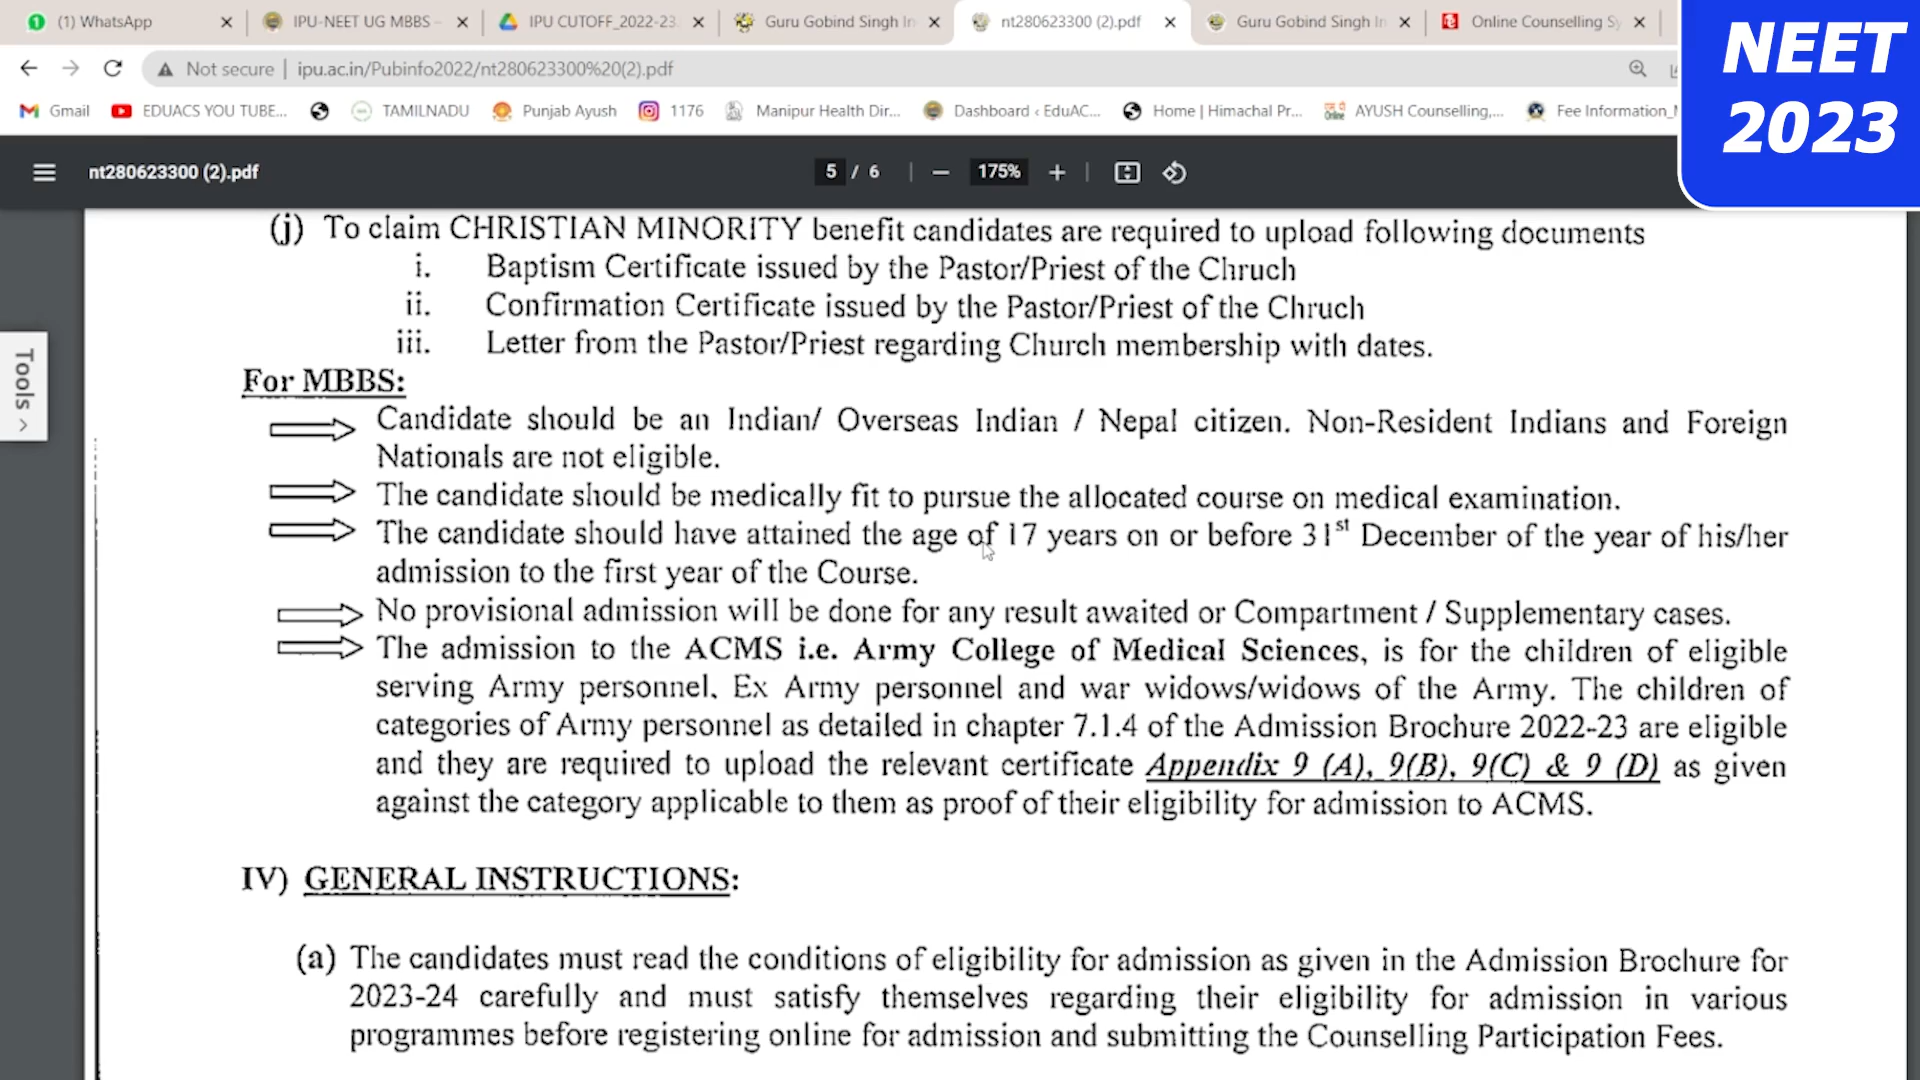 (1) WhatsApp
IPU-NEET UG MBBS -
IPU CUTOFF_2022-23
Guru Gobind Singh In
nt280623300 (2).pdf
Guru Gobind Singh In
Online Counselling Sy
NEET
2023
Not secure | ipu.ac.in/Pubinfo2022/nt280623300%20(2).pdf
Gmail
EDUACS YOU TUBE...
TAMILNADU
Punjab Ayush
1176
Manipur Health Dir...
Dashboard ‹ EduAC...
Home | Himachal Pr...
AYUSH Counselling,...
Fee Information_
nt280623300 (2).pdf
5 / 6
175%
Tools
(j) To claim CHRISTIAN MINORITY benefit candidates are required to upload following documents
i. Baptism Certificate issued by the Pastor/Priest of the Chruch
ii. Confirmation Certificate issued by the Pastor/Priest of the Chruch
iii. Letter from the Pastor/Priest regarding Church membership with dates.
For MBBS:
Candidate should be an Indian/ Overseas Indian / Nepal citizen. Non-Resident Indians and Foreign
Nationals are not eligible.
The candidate should be medically fit to pursue the allocated course on medical examination.
The candidate should have attained the age of 17 years on or before 31st December of the year of his/her
admission to the first year of the Course.
No provisional admission will be done for any result awaited or Compartment / Supplementary cases.
The admission to the ACMS i.e. Army College of Medical Sciences, is for the children of eligible
serving Army personnel, Ex Army personnel and war widows/widows of the Army. The children of
categories of Army personnel as detailed in chapter 7.1.4 of the Admission Brochure 2022-23 are eligible
and they are required to upload the relevant certificate Appendix 9 (A), 9(B), 9(C) & 9 (D) as given
against the category applicable to them as proof of their eligibility for admission to ACMS.
IV) GENERAL INSTRUCTIONS:
(a) The candidates must read the conditions of eligibility for admission as given in the Admission Brochure for
2023-24 carefully and must satisfy themselves regarding their eligibility for admission in various
programmes before registering online for admission and submitting the Counselling Participation Fees.